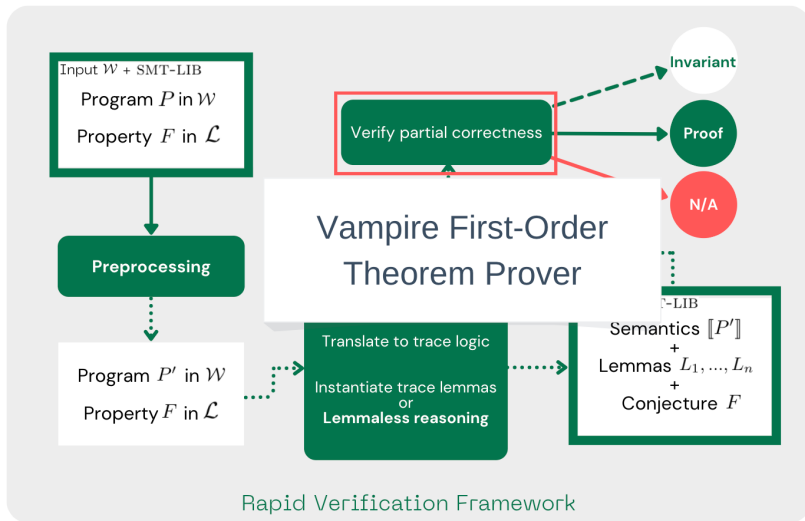 Input 𝒲 + SMT-LIB
Program P in 𝒲
Property F in ℒ
Preprocessing
Program P′ in 𝒲
Property F in ℒ
Verify partial correctness
Invariant
Proof
N/A
Vampire First-Order
Theorem Prover
Translate to trace logic
Instantiate trace lemmas
or
Lemmaless reasoning
-LIB
Semantics ⟦P′⟧
+
Lemmas L₁, ..., Lₙ
+
Conjecture F
Rapid Verification Framework